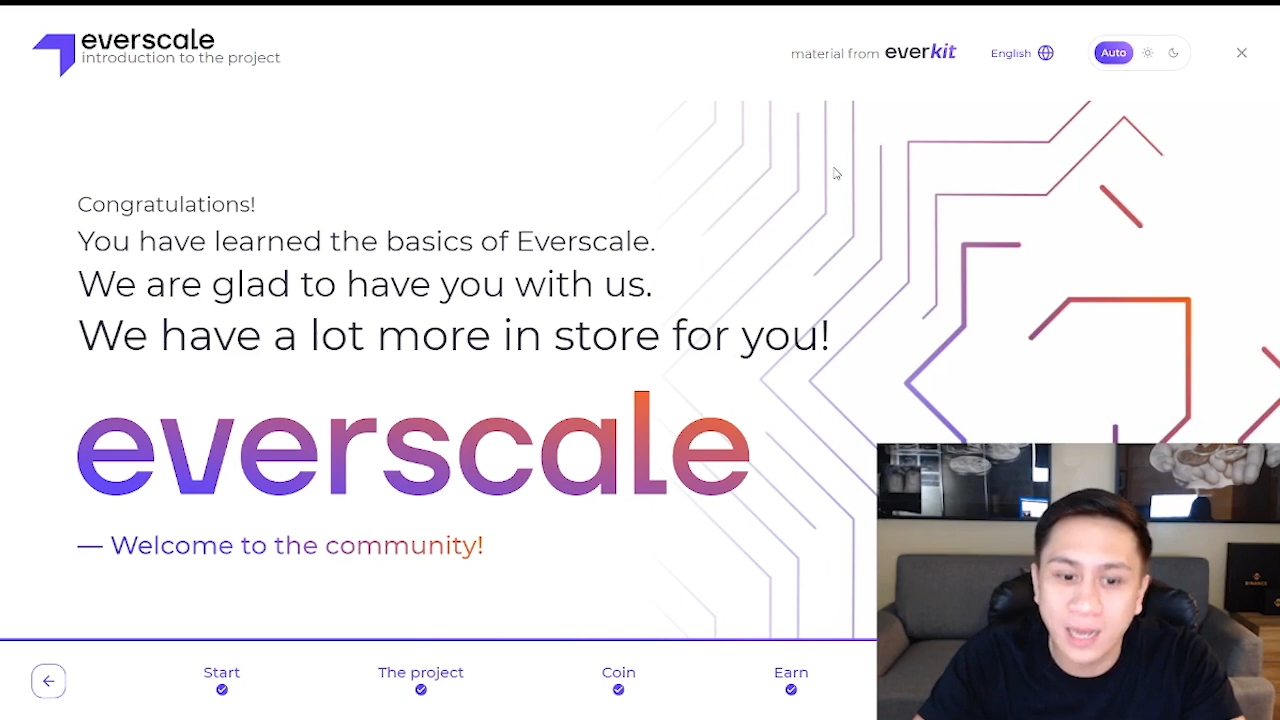 everscale
introduction to the project
material from everkit
English
Auto
Congratulations!
You have learned the basics of Everscale.
We are glad to have you with us.
We have a lot more in store for you!
everscale
— Welcome to the community!
Start
The project
Coin
Earn
BINANCE